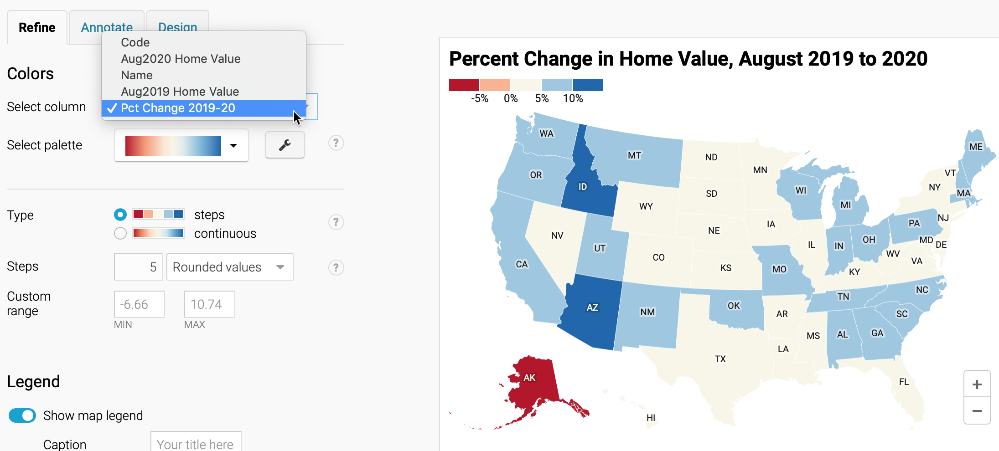 Refine
Annotate
Design
Code
Aug2020 Home Value
Name
Aug2019 Home Value
✓ Pct Change 2019-20
Colors
Select column
Select palette
?
Type
steps
continuous
?
Steps
5
Rounded values
?
Custom
range
-6.66
10.74
MIN
MAX
Legend
Show map legend
Caption
Your title here
Percent Change in Home Value, August 2019 to 2020
-5% 0% 5% 10%
WA
MT
ND
MN
ME
OR
ID
SD
WI
VT
NY
MA
WY
MI
NV
NE
IA
PA
NJ
UT
CO
IL
IN
OH
MD
DE
CA
KS
MO
WV
VA
KY
NC
TN
AZ
NM
OK
AR
SC
MS
AL
GA
TX
LA
AK
FL
HI
+
−